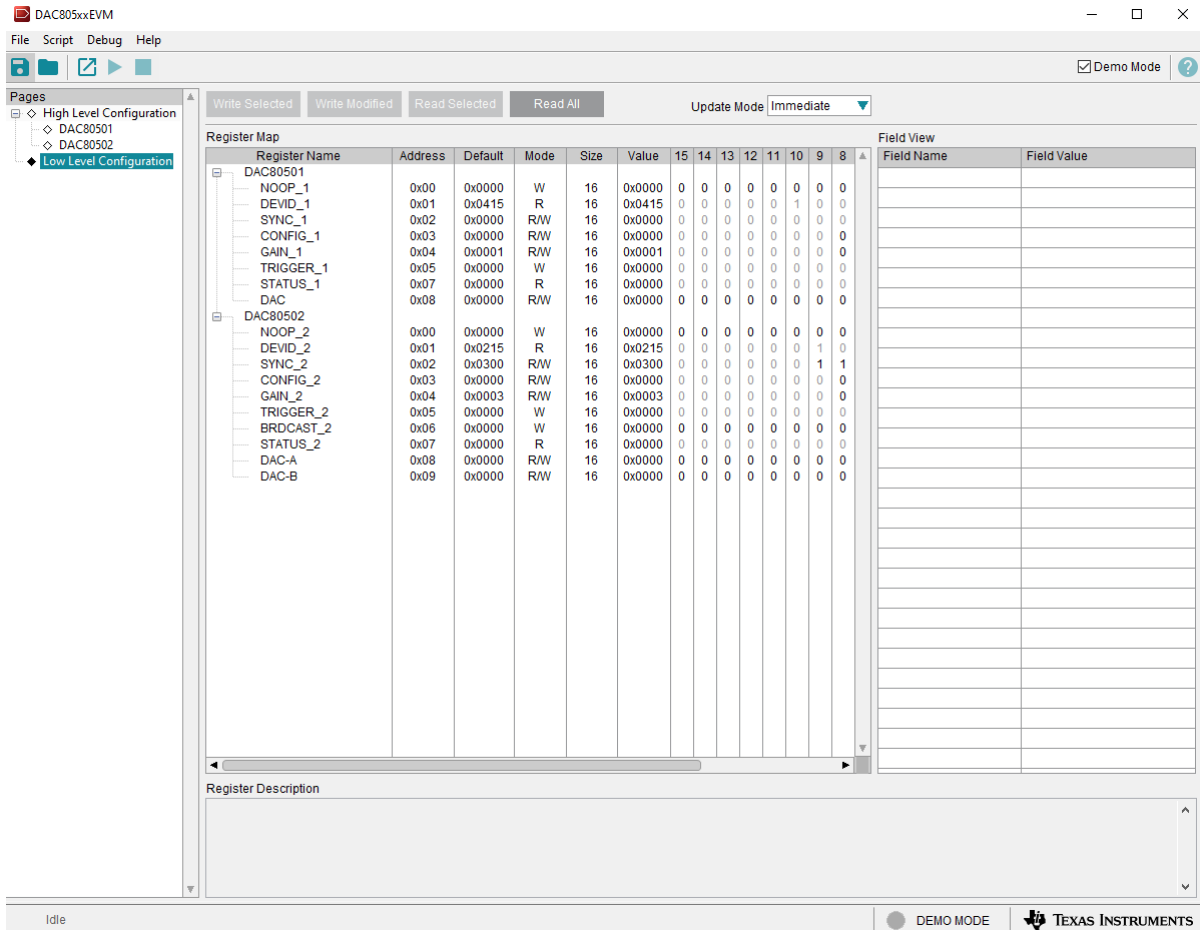 DAC805xxEVM
File Script Debug Help
Demo Mode
Pages
High Level Configuration
DAC80501
DAC80502
Low Level Configuration
Write Selected Write Modified Read Selected Read All Update Mode Immediate
Register Map
Register Name Address Default Mode Size Value 15 14 13 12 11 10 9 8
DAC80501
NOOP_1 0x00 0x0000 W 16 0x0000 0 0 0 0 0 0 0 0
DEVID_1 0x01 0x0415 R 16 0x0415 0 0 0 0 0 1 0 0
SYNC_1 0x02 0x0000 R/W 16 0x0000 0 0 0 0 0 0 0 0
CONFIG_1 0x03 0x0000 R/W 16 0x0000 0 0 0 0 0 0 0 0
GAIN_1 0x04 0x0001 R/W 16 0x0001 0 0 0 0 0 0 0 0
TRIGGER_1 0x05 0x0000 W 16 0x0000 0 0 0 0 0 0 0 0
STATUS_1 0x07 0x0000 R 16 0x0000 0 0 0 0 0 0 0 0
DAC 0x08 0x0000 R/W 16 0x0000 0 0 0 0 0 0 0 0
DAC80502
NOOP_2 0x00 0x0000 W 16 0x0000 0 0 0 0 0 0 0 0
DEVID_2 0x01 0x0215 R 16 0x0215 0 0 0 0 0 0 1 0
SYNC_2 0x02 0x0300 R/W 16 0x0300 0 0 0 0 0 0 1 1
CONFIG_2 0x03 0x0000 R/W 16 0x0000 0 0 0 0 0 0 0 0
GAIN_2 0x04 0x0003 R/W 16 0x0003 0 0 0 0 0 0 0 0
TRIGGER_2 0x05 0x0000 W 16 0x0000 0 0 0 0 0 0 0 0
BRDCAST_2 0x06 0x0000 W 16 0x0000 0 0 0 0 0 0 0 0
STATUS_2 0x07 0x0000 R 16 0x0000 0 0 0 0 0 0 0 0
DAC-A 0x08 0x0000 R/W 16 0x0000 0 0 0 0 0 0 0 0
DAC-B 0x09 0x0000 R/W 16 0x0000 0 0 0 0 0 0 0 0
Field View
Field Name Field Value
Register Description
Idle DEMO MODE TEXAS INSTRUMENTS